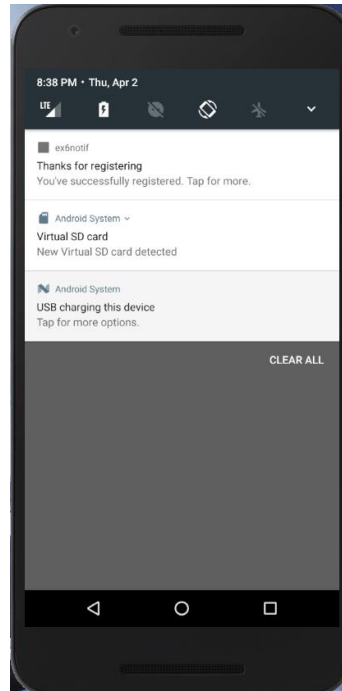 8:38 PM • Thu, Apr 2
LTE
ex6notif
Thanks for registering
You've successfully registered. Tap for more.
Android System
Virtual SD card
New Virtual SD card detected
Android System
USB charging this device
Tap for more options.
CLEAR ALL